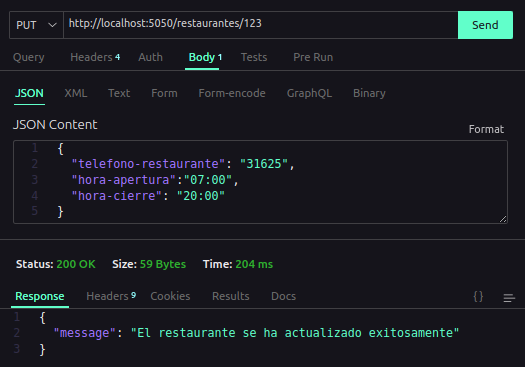 PUT http://localhost:5050/restaurantes/123 Send
Query Headers 4 Auth Body 1 Tests Pre Run
JSON XML Text Form Form-encode GraphQL Binary
JSON Content Format
1 {
2 "telefono-restaurante": "31625",
3 "hora-apertura":"07:00",
4 "hora-cierre": "20:00"
5 }
Status: 200 OK Size: 59 Bytes Time: 204 ms
Response Headers 9 Cookies Results Docs {}
1 {
2 "message": "El restaurante se ha actualizado exitosamente"
3 }